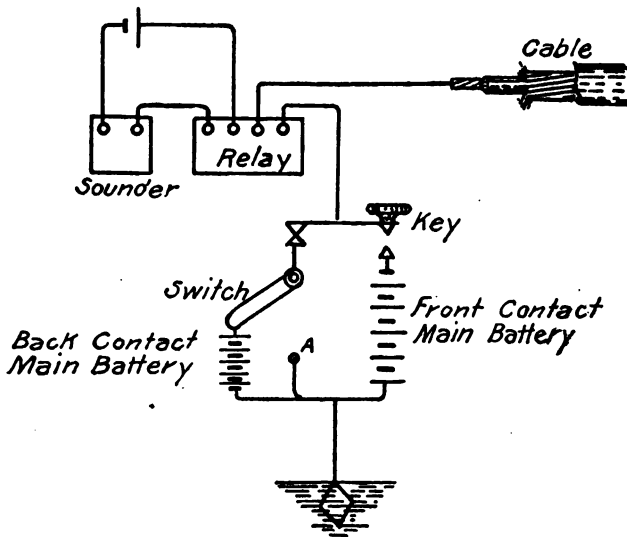 Cable
Relay
Sounder
Key
Switch
Front Contact
Main Battery
Back Contact
Main Battery
A